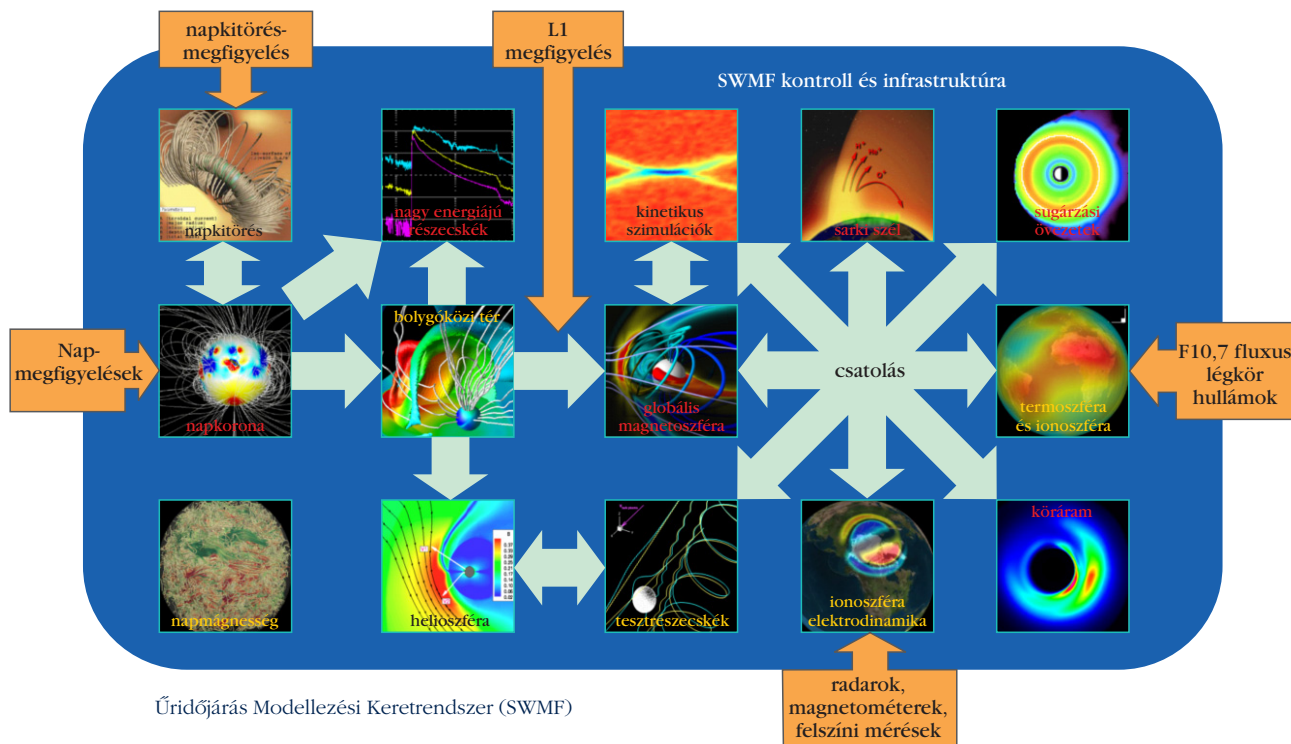 napkitörés-
megfigyelés
L1
megfigyelés
SWMF kontroll és infrastruktúra
napkitörés
nagy energiájú
részecskék
kinetikus
szimulációk
sarki szél
sugárzási
övezetek
Nap-
megfigyelések
napkorona
bolygóközi tér
globális
magnetoszféra
csatolás
termoszféra
és ionoszféra
F10,7 fluxus
légkör
hullámok
napmágnesség
helioszféra
tesztrészecskék
ionoszféra
elektrodinamika
köráram
radarok,
magnetométerek,
felszíni mérések
Űridőjárás Modellezési Keretrendszer (SWMF)